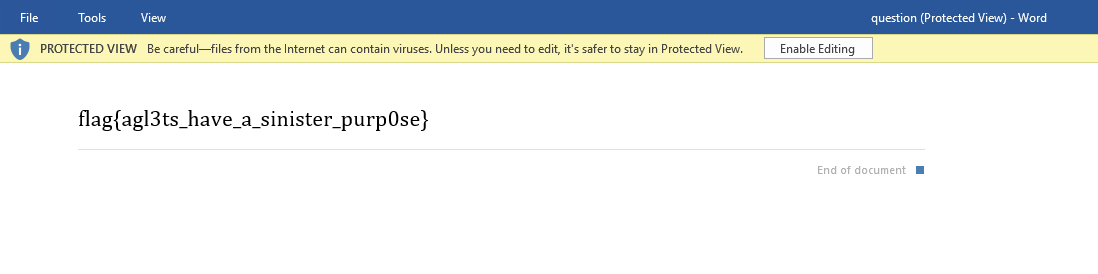 File Tools View question (Protected View) - Word
PROTECTED VIEW Be careful—files from the Internet can contain viruses. Unless you need to edit, it's safer to stay in Protected View. Enable Editing
flag{agl3ts_have_a_sinister_purp0se}
End of document